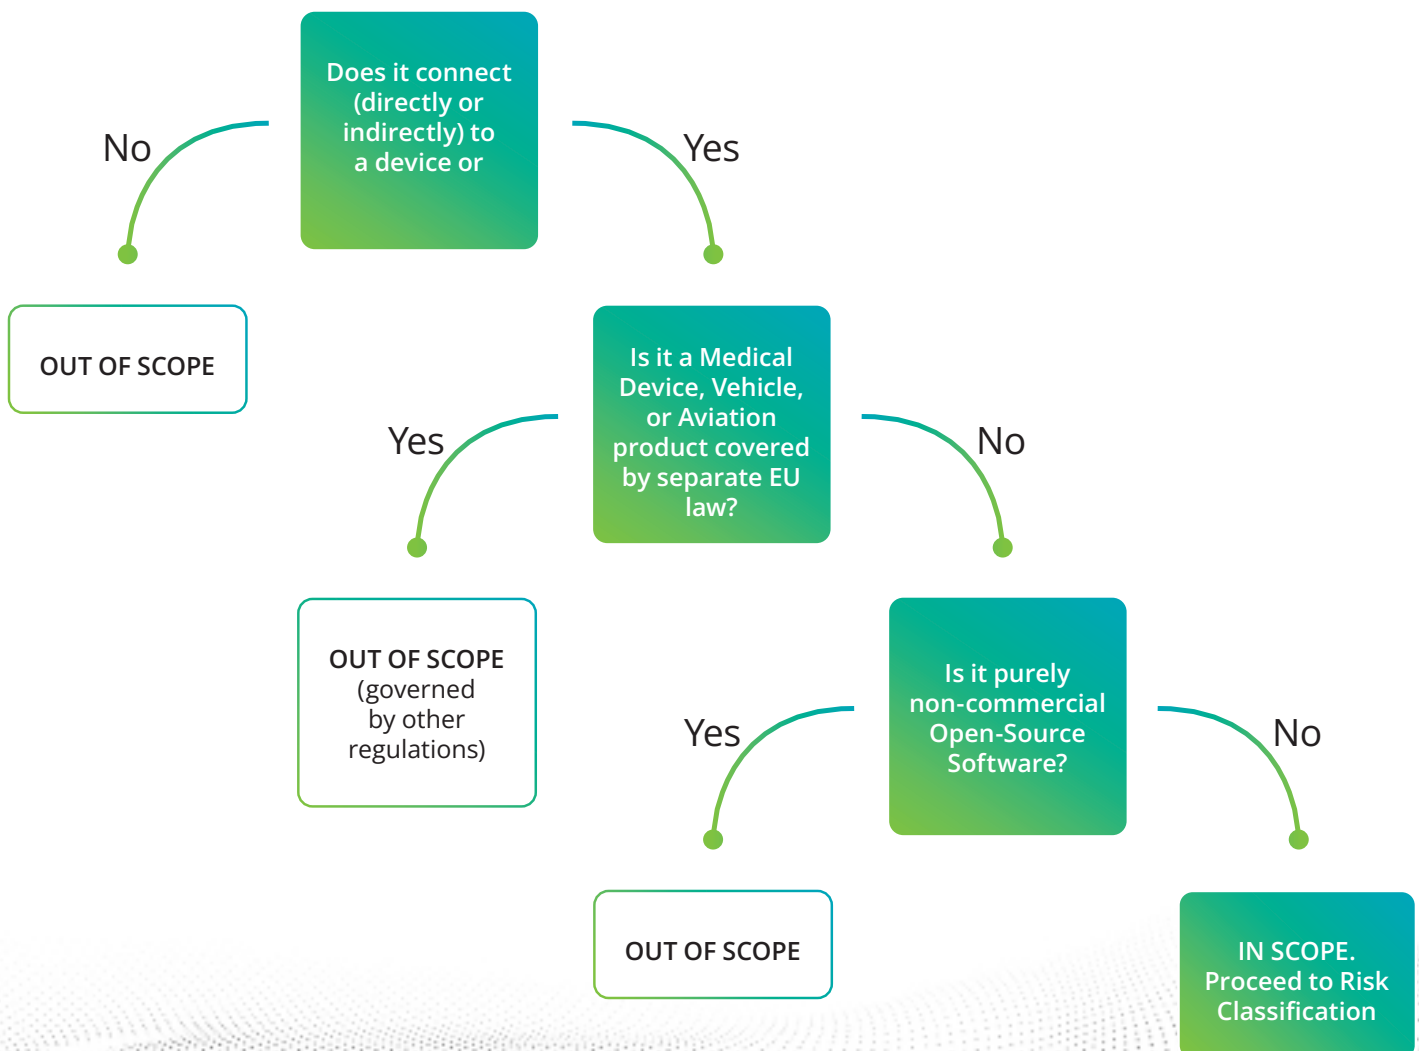 Does it connect
(directly or
indirectly) to
a device or
No
Yes
OUT OF SCOPE
Is it a Medical
Device, Vehicle,
or Aviation
product covered
by separate EU
law?
Yes
No
OUT OF SCOPE
(governed
by other
regulations)
Is it purely
non-commercial
Open-Source
Software?
Yes
No
OUT OF SCOPE
IN SCOPE.
Proceed to Risk
Classification